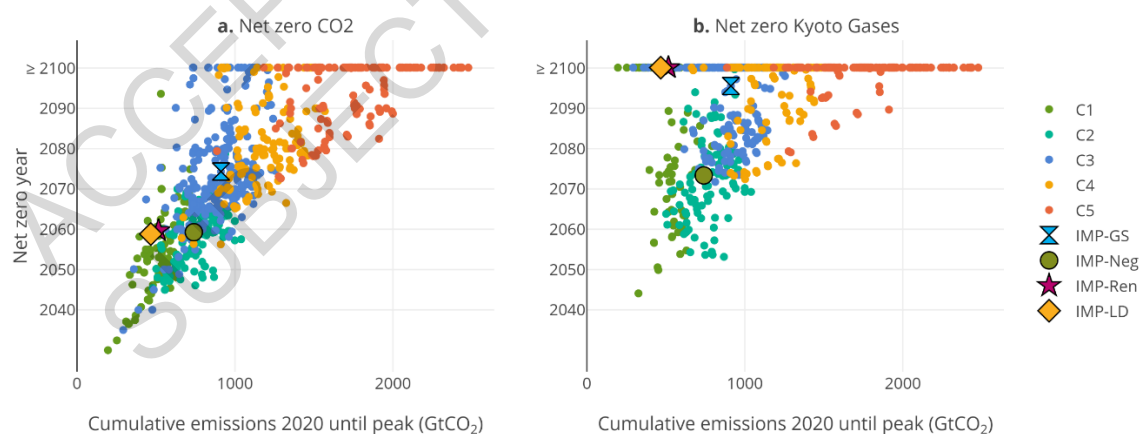 a. Net zero CO2
b. Net zero Kyoto Gases
Net zero year
≥ 2100
2090
2080
2070
2060
2050
2040
0
1000
2000
Cumulative emissions 2020 until peak (GtCO₂)
≥ 2100
2090
2080
2070
2060
2050
2040
0
1000
2000
Cumulative emissions 2020 until peak (GtCO₂)
C1
C2
C3
C4
C5
IMP-GS
IMP-Neg
IMP-Ren
IMP-LD
ACCEPT
SUBJECT